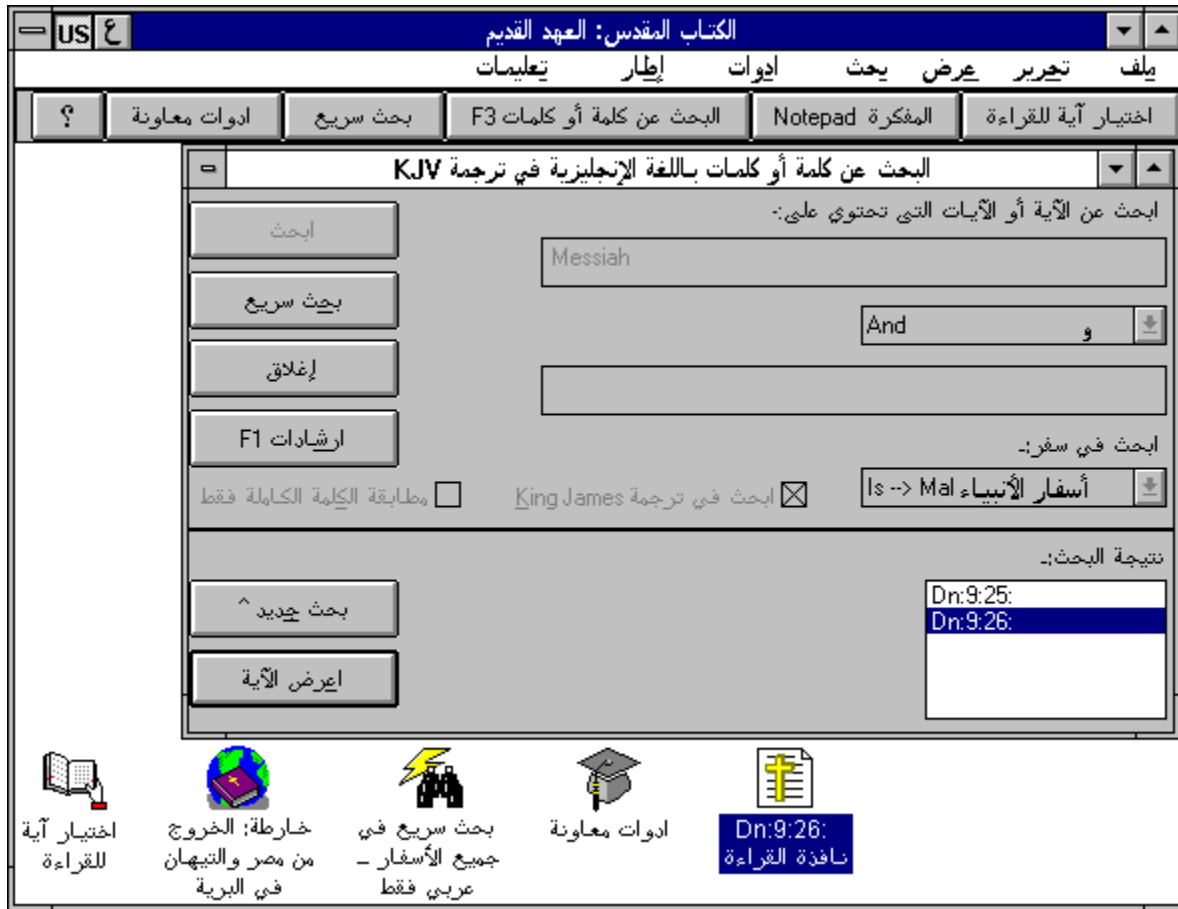 US ع
الكتاب المقدس: العهد القديم
ملف تحرير عرض بحث ادوات إطار تعليمات
اختيار آية للقراءة
المفكرة Notepad
البحث عن كلمة أو كلمات F3
بحث سريع
ادوات معاونة
؟
البحث عن كلمة أو كلمات باللغة الإنجليزية في ترجمة KJV
ابحث عن الآية أو الآيات التى تحتوي على:-
ابحث
Messiah
بحث سريع
And و
إغلاق
ارشادات F1
ابحث في سفر:ـ
أسفار الأنبياء Is --> Mal
ابحث في ترجمة King James
مطابقة الكلمة الكاملة فقط
نتيجة البحث:ـ
Dn:9:25:
Dn:9:26:
بحث جديد ^
اعرض الآية
اختيار آية
للقراءة
خارطة: الخروج
من مصر والتيهان
في البرية
بحث سريع في
جميع الأسفار ـ
عربي فقط
ادوات معاونة
Dn:9:26:
نافذة القراءة